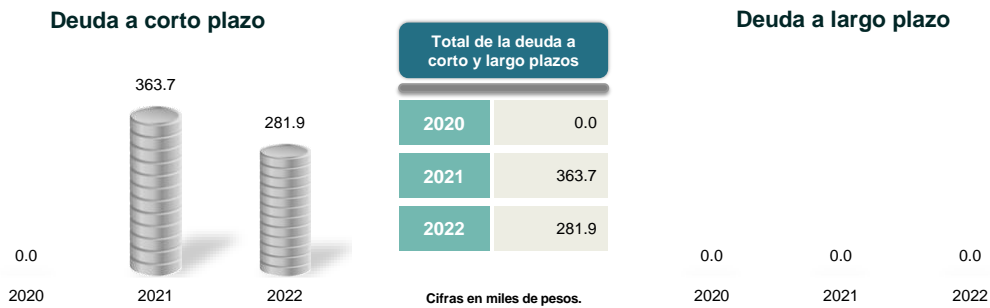 Deuda a corto plazo
363.7
281.9
0.0
2020 2021 2022
Total de la deuda a
corto y largo plazos
2020 0.0
2021 363.7
2022 281.9
Cifras en miles de pesos.
Deuda a largo plazo
0.0 0.0 0.0
2020 2021 2022